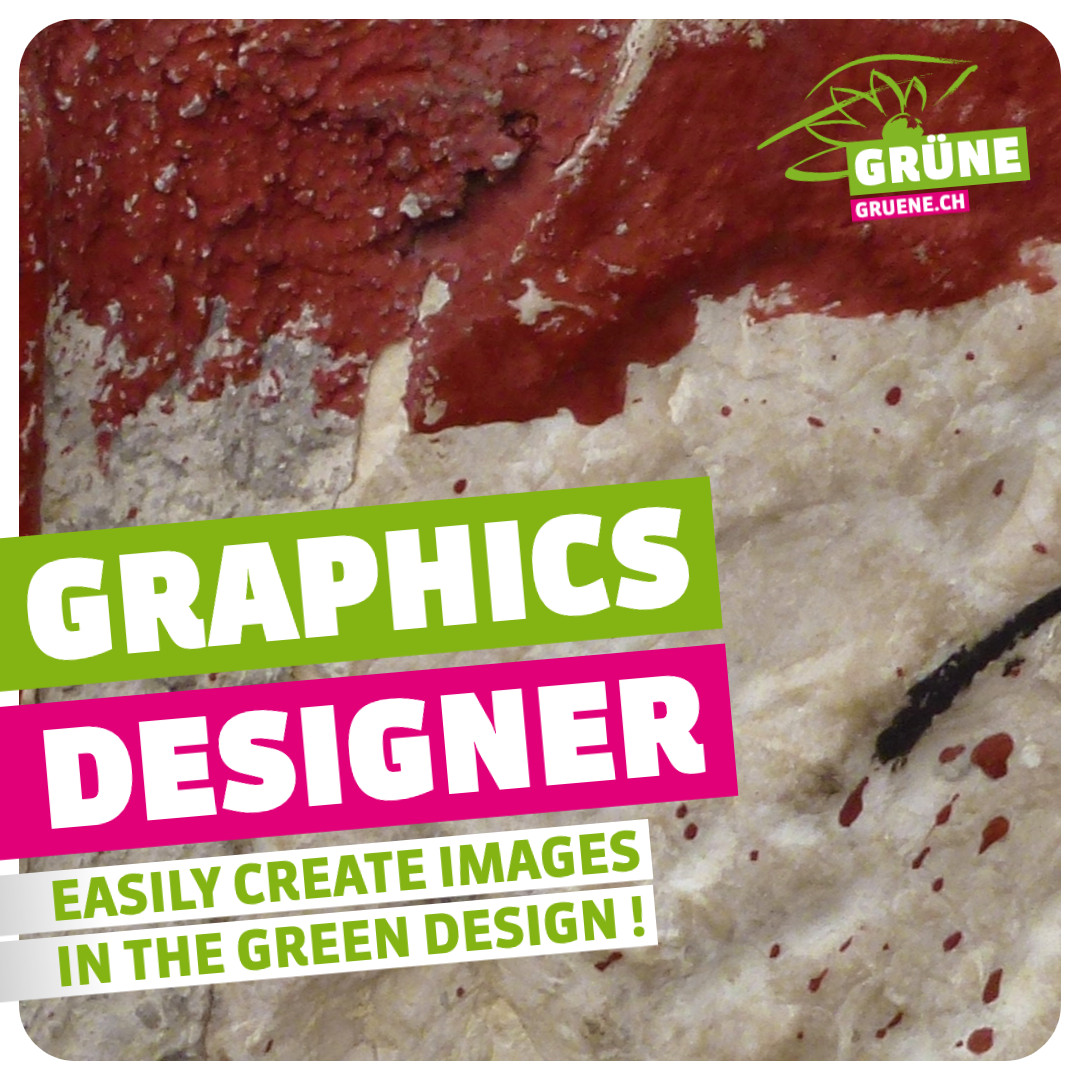 GRÜNE
GRUENE.CH
GRAPHICS
DESIGNER
EASILY CREATE IMAGES
IN THE GREEN DESIGN !